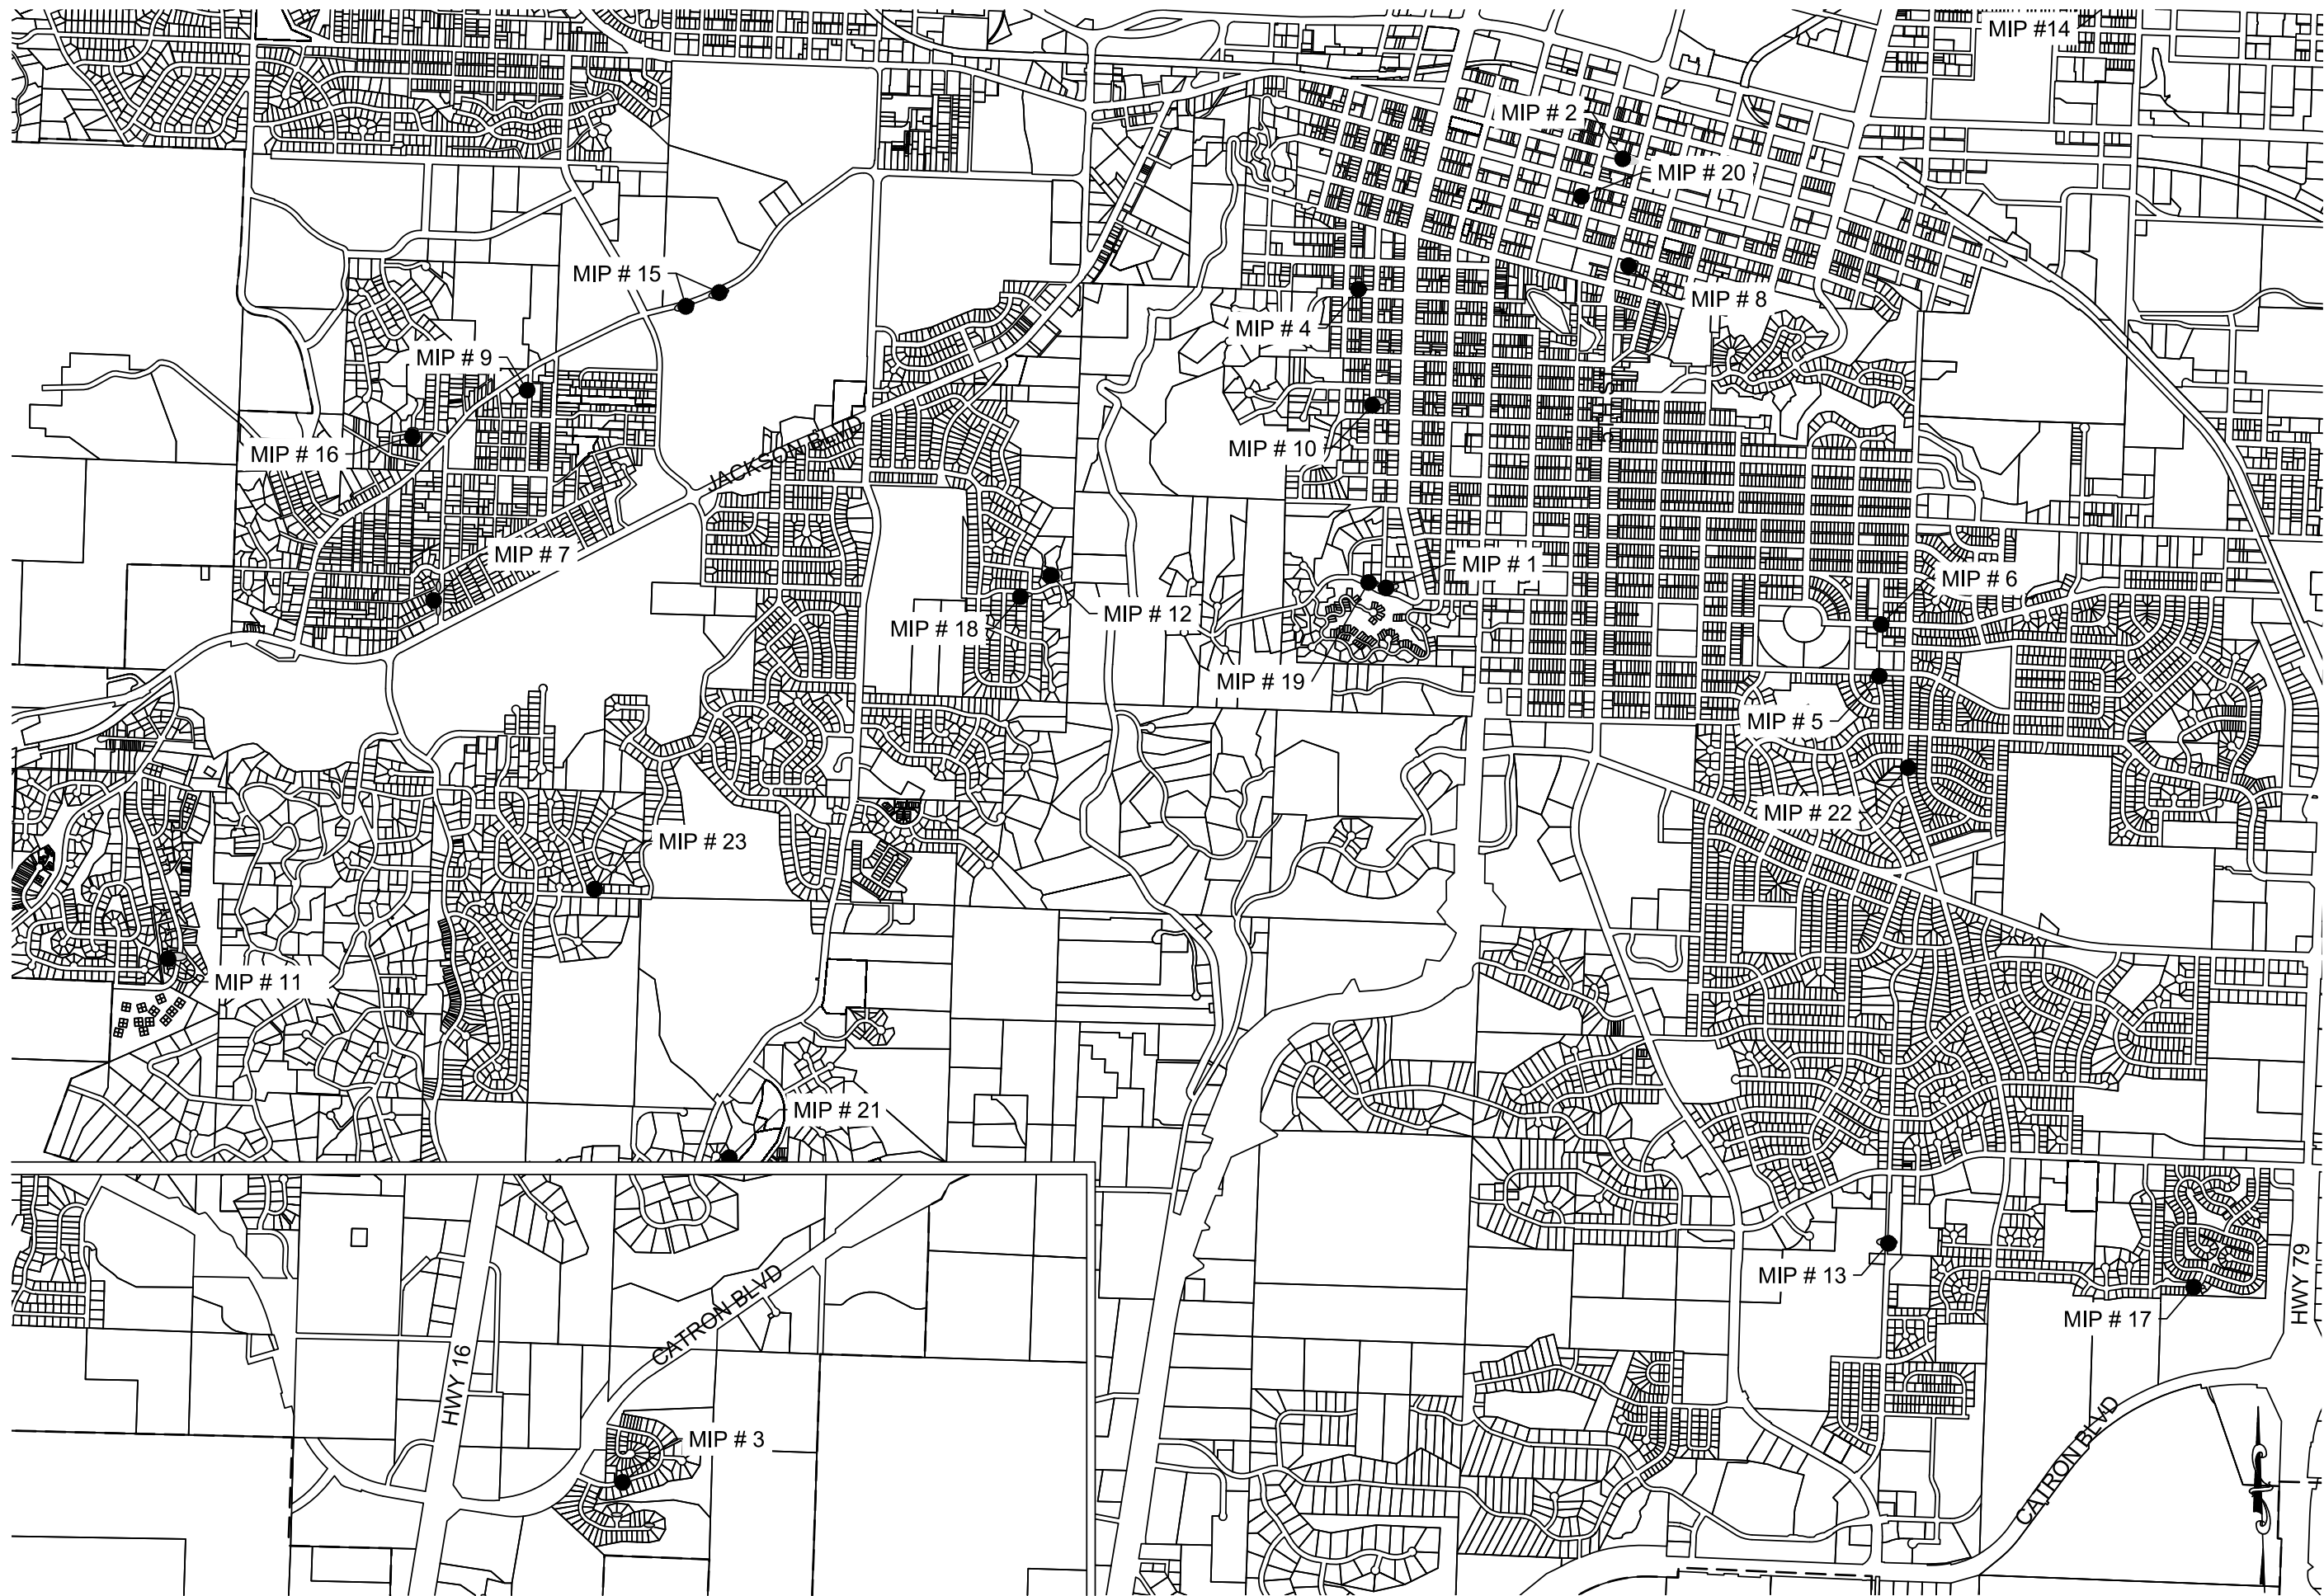 MIP #14
MIP # 2
MIP # 20
MIP # 15
MIP # 8
MIP # 4
MIP # 9
MIP # 10
MIP # 16
JACKSON BLVD
5TH ST
MIP # 7
MIP # 1
MIP # 6
MIP # 12
MIP # 18
MIP # 19
MIP # 5
MIP # 22
MIP # 23
MIP # 11
MIP # 21
MIP # 13
HWY 79
MIP # 17
CATRON BLVD
HWY 16
MIP # 3
CATRON BLVD